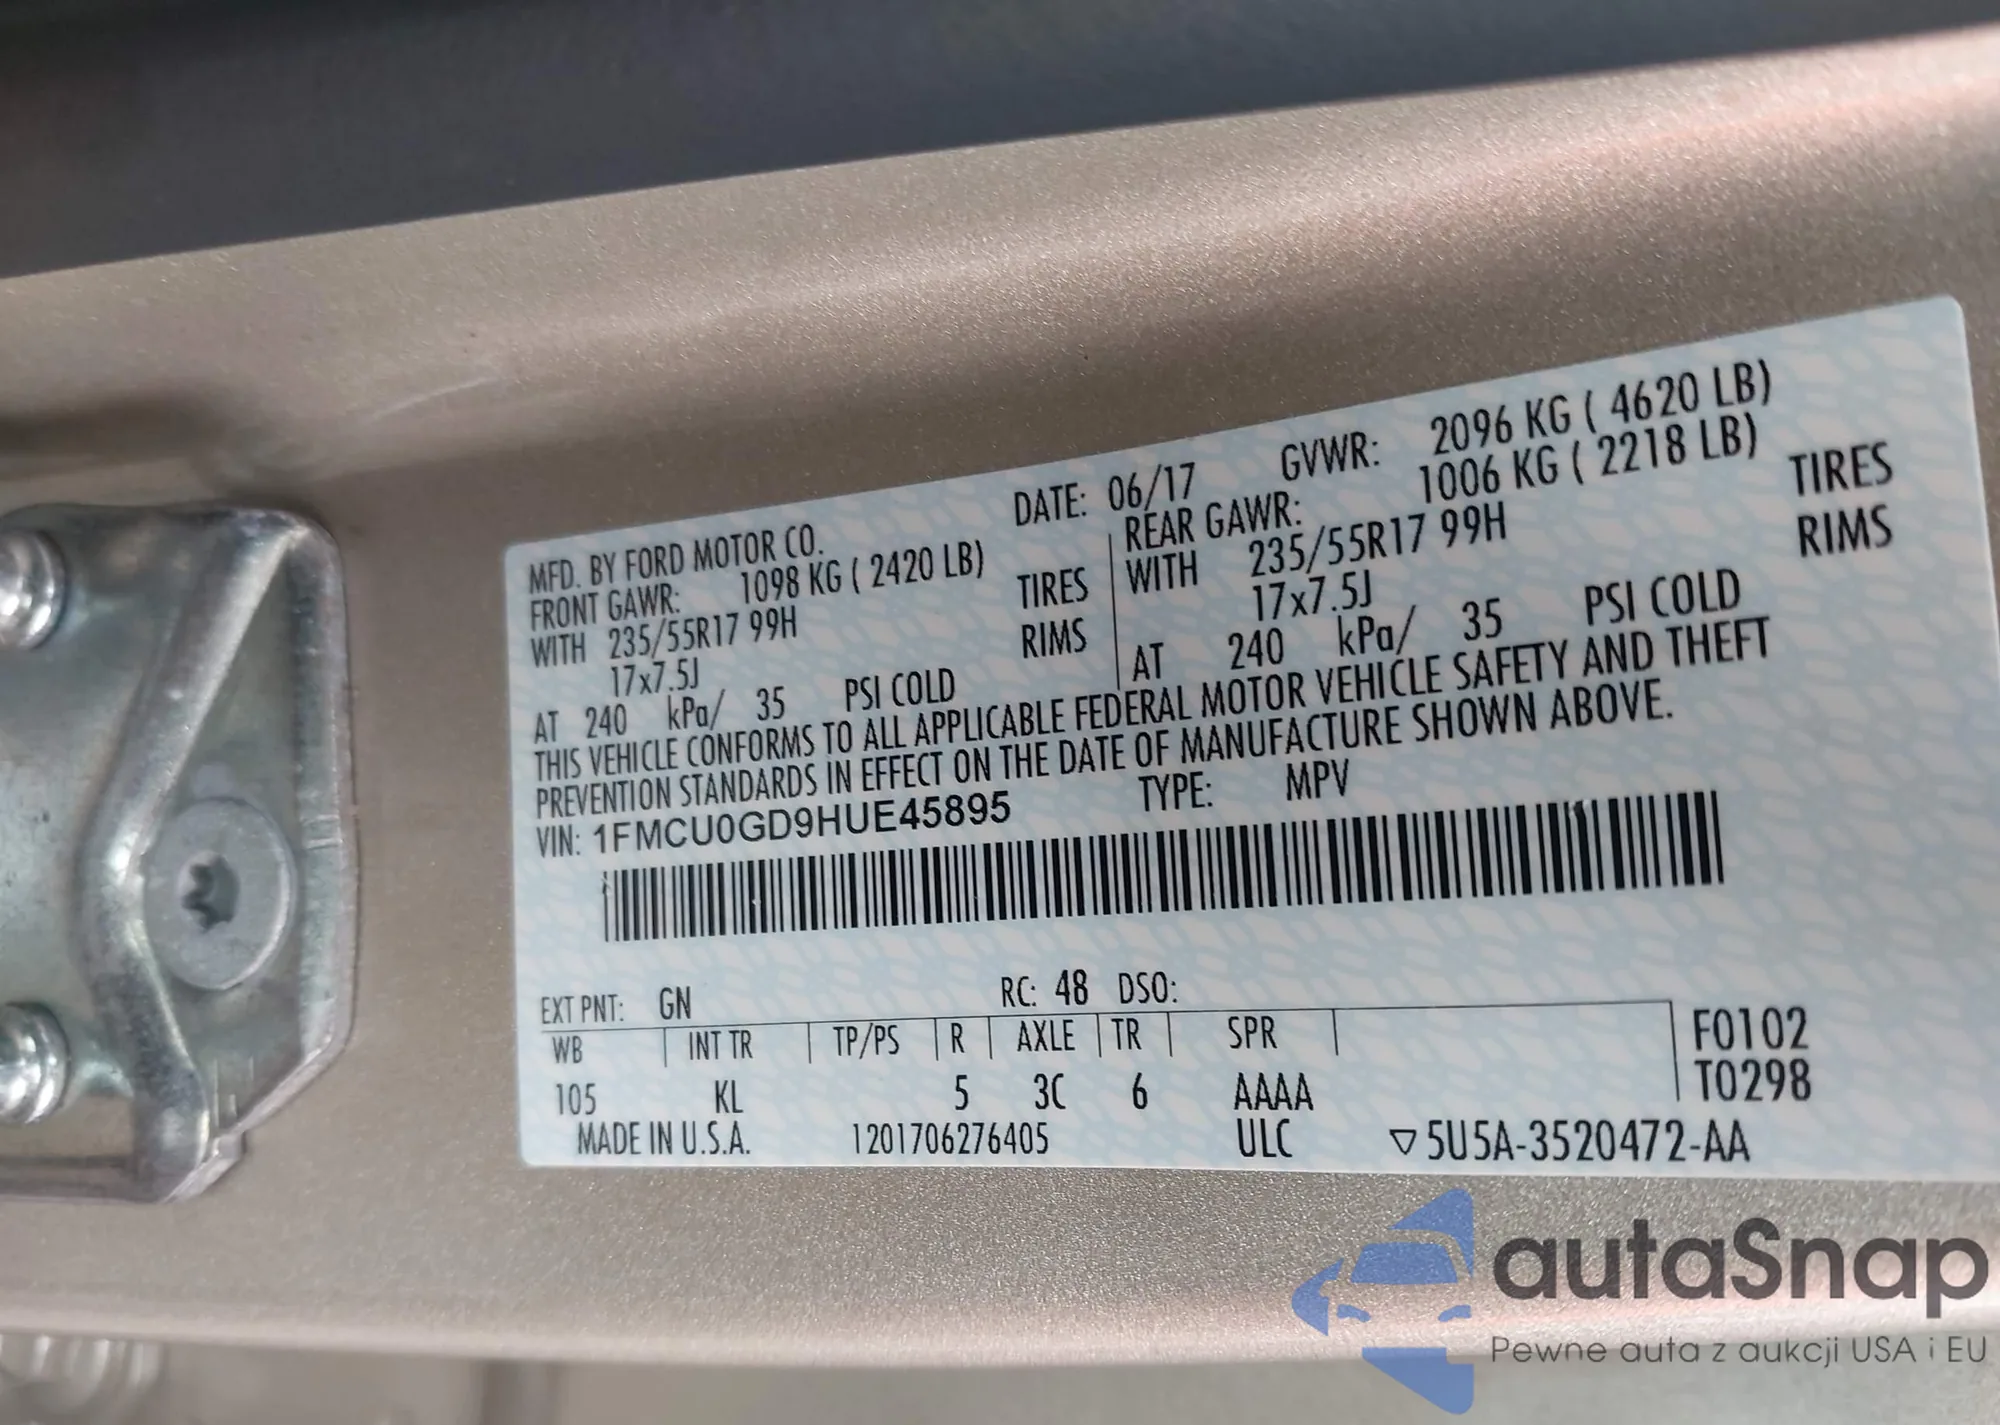 MFD. BY FORD MOTOR CO. DATE: 06/17 GVWR: 2096 KG ( 4620 LB)
FRONT GAWR: 1098 KG ( 2420 LB) REAR GAWR: 1006 KG ( 2218 LB)
WITH 235/55R17 99H TIRES WITH 235/55R17 99H TIRES
17x7.5J RIMS 17x7.5J RIMS
AT 240 kPa/ 35 PSI COLD AT 240 kPa/ 35 PSI COLD
THIS VEHICLE CONFORMS TO ALL APPLICABLE FEDERAL MOTOR VEHICLE SAFETY AND THEFT
PREVENTION STANDARDS IN EFFECT ON THE DATE OF MANUFACTURE SHOWN ABOVE.
VIN: 1FMCU0GD9HUE45895 TYPE: MPV
EXT PNT: GN RC: 48 DSO:
WB INT TR TP/PS R AXLE TR SPR F0102
105 KL 5 3C 6 AAAA T0298
MADE IN U.S.A. 1201706276405 ULC ▽5U5A-3520472-AA
autaSnap
Pewne auta z aukcji USA i EU